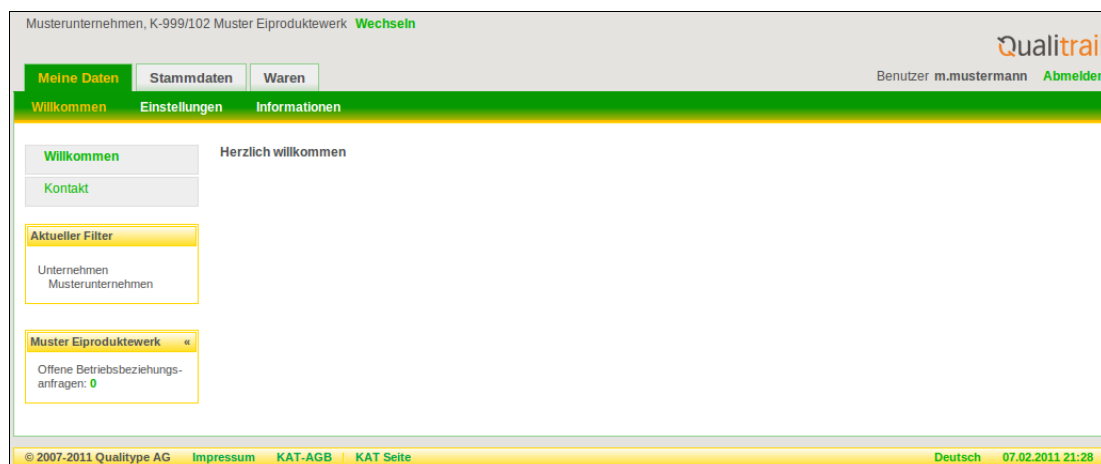 Musterunternehmen, K-999/102 Muster Eiproduktewerk Wechseln
Qualitrai
Meine Daten Stammdaten Waren
Benutzer m.mustermann Abmelder
Willkommen Einstellungen Informationen
Willkommen
Herzlich willkommen
Kontakt
Aktueller Filter
Unternehmen
Musterunternehmen
Muster Eiproduktewerk «
Offene Betriebsbeziehungs-
anfragen: 0
© 2007-2011 Qualitype AG Impressum KAT-AGB KAT Seite Deutsch 07.02.2011 21:28